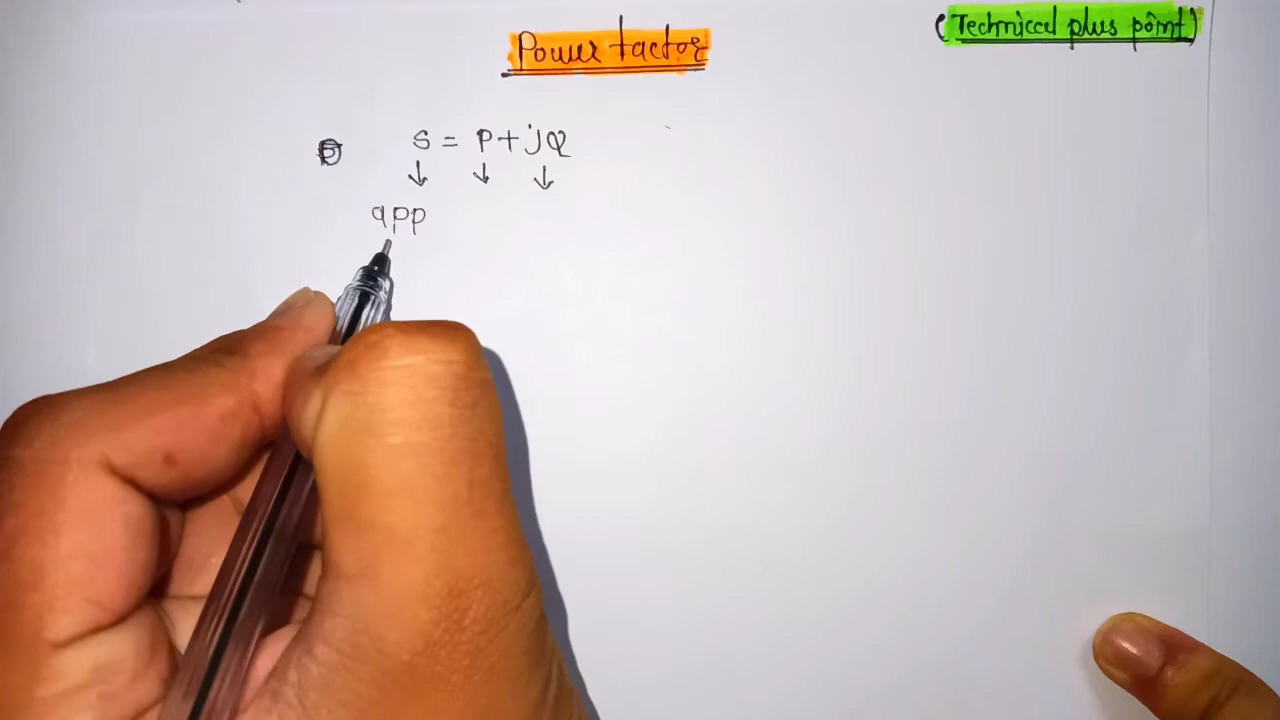 Power factor
(Technical plus point)
S = P + jQ
↓ ↓ ↓
app